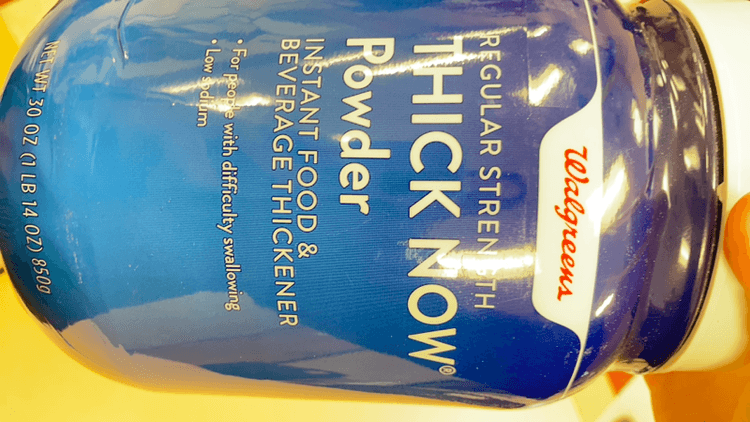 Walgreens
REGULAR STRENGTH
THICK NOW®
Powder
INSTANT FOOD &
BEVERAGE THICKENER
• For people with difficulty swallowing
• Low sodium
NET WT 30 OZ (1 LB 14 OZ) 850g